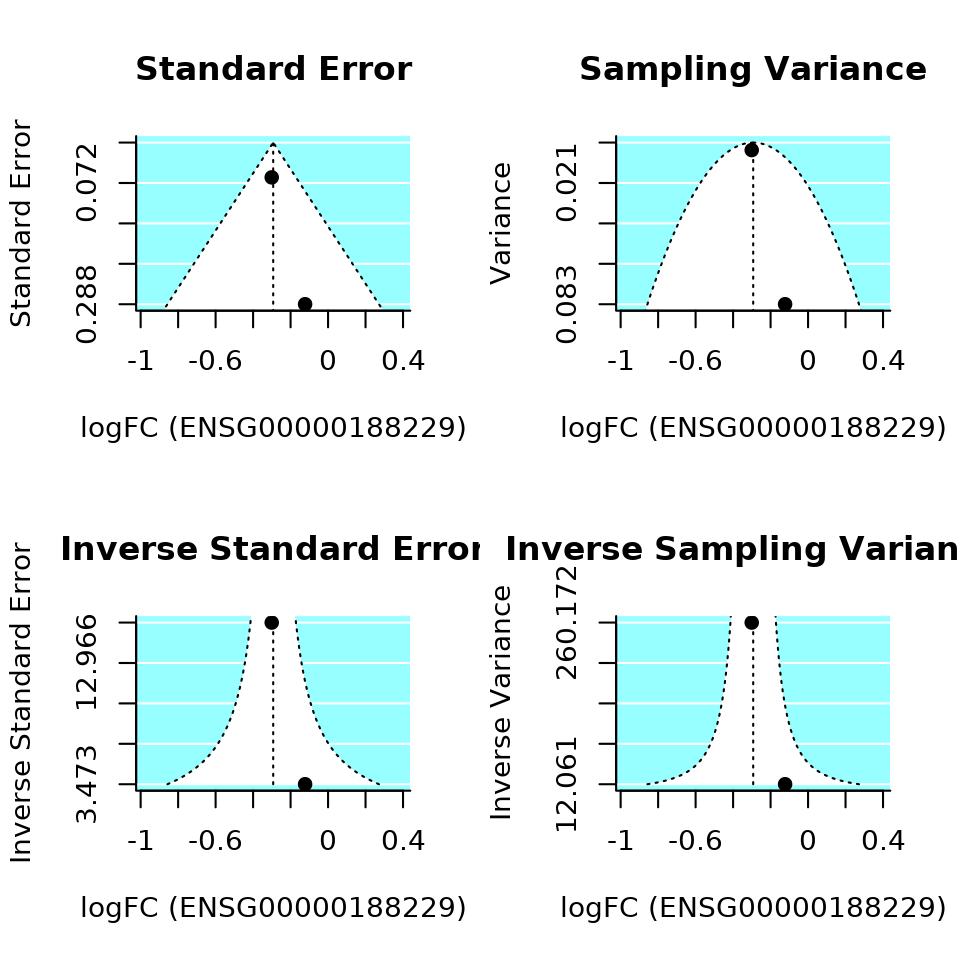 Standard Error
Standard Error
0.072
0.288
-1 -0.6 0 0.4
logFC (ENSG00000188229)
Sampling Variance
Variance
0.021
0.083
-1 -0.6 0 0.4
logFC (ENSG00000188229)
Inverse Standard Error
Inverse Standard Error
12.966
3.473
-1 -0.6 0 0.4
logFC (ENSG00000188229)
Inverse Sampling Varian
Inverse Variance
260.172
12.061
-1 -0.6 0 0.4
logFC (ENSG00000188229)